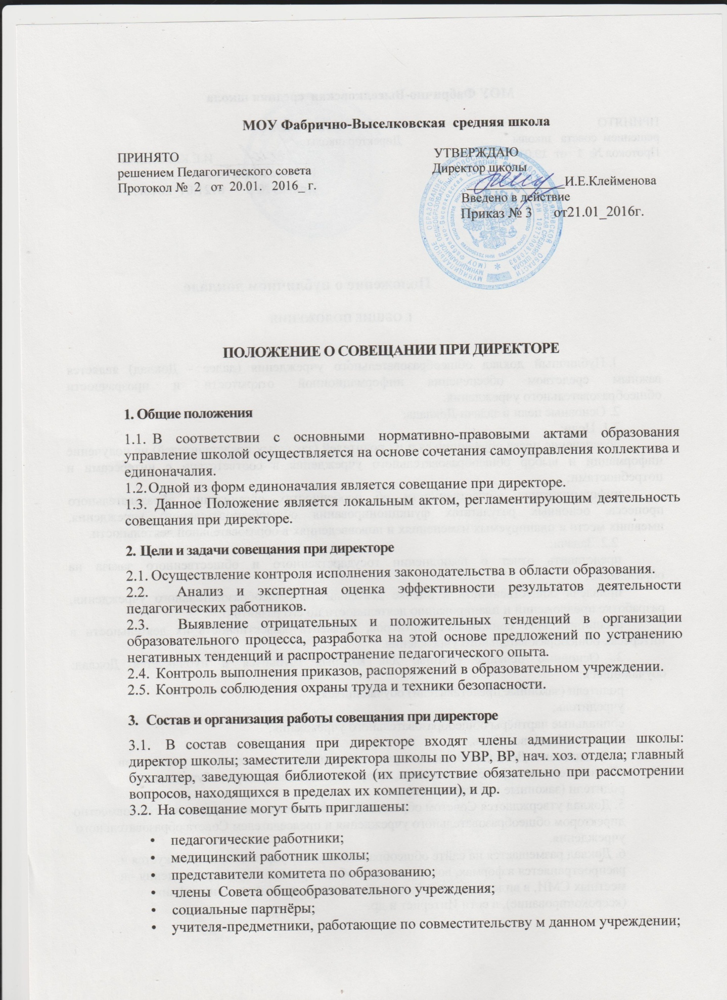 МОУ Фабрично-Выселковская средняя школа
ПРИНЯТО
решением Педагогического совета
Протокол № 2 от 20.01. 2016_ г.
УТВЕРЖДАЮ
Директор школы
И.Е.Клейменова
Введено в действие
Приказ № 3 от21.01_2016г.
ПОЛОЖЕНИЕ О СОВЕЩАНИИ ПРИ ДИРЕКТОРЕ
1. Общие положения
1.1. В соответствии с основными нормативно-правовыми актами образования
управление школой осуществляется на основе сочетания самоуправления коллектива и
единоначалия.
1.2.Одной из форм единоначалия является совещание при директоре.
1.3. Данное Положение является локальным актом, регламентирующим деятельность
совещания при директоре.
2. Цели и задачи совещания при директоре
2.1. Осуществление контроля исполнения законодательства в области образования.
2.2. Анализ и экспертная оценка эффективности результатов деятельности
педагогических работников.
2.3. Выявление отрицательных и положительных тенденций в организации
образовательного процесса, разработка на этой основе предложений по устранению
негативных тенденций и распространение педагогического опыта.
2.4. Контроль выполнения приказов, распоряжений в образовательном учреждении.
2.5. Контроль соблюдения охраны труда и техники безопасности.
3. Состав и организация работы совещания при директоре
3.1. В состав совещания при директоре входят члены администрации школы:
директор школы; заместители директора школы по УВР, ВР, нач. хоз. отдела; главный
бухгалтер, заведующая библиотекой (их присутствие обязательно при рассмотрении
вопросов, находящихся в пределах их компетенции), и др.
3.2. На совещание могут быть приглашены:
• педагогические работники;
• медицинский работник школы;
• представители комитета по образованию;
• члены Совета общеобразовательного учреждения;
• социальные партнёры;
• учителя-предметники, работающие по совместительству м данном учреждении;